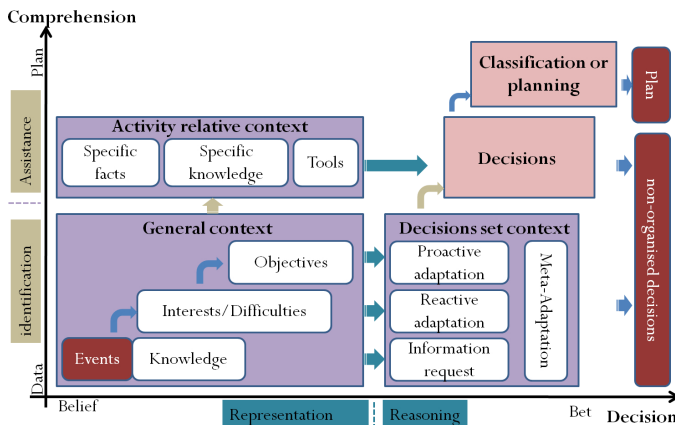 Comprehension
Plan
Classification or
planning
Plan
Assistance
Activity relative context
Specific
facts
Specific
knowledge
Tools
Decisions
non-organised decisions
identification
General context
Objectives
Interests/Difficulties
Events
Knowledge
Decisions set context
Proactive
adaptation
Reactive
adaptation
Information
request
Meta-Adaptation
Data
Belief
Representation
Reasoning
Bet
Decision